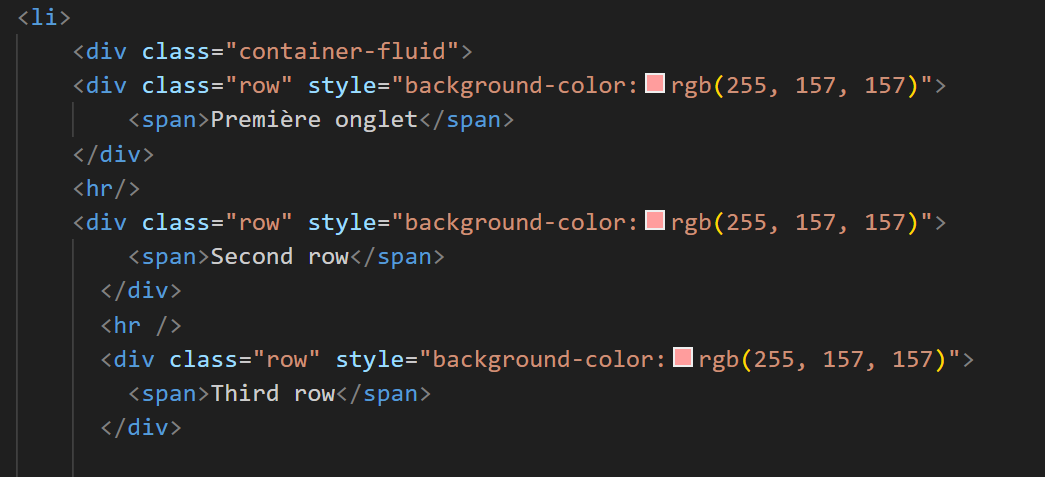 <li>
<div class="container-fluid">
<div class="row" style="background-color:rgb(255, 157, 157)">
<span>Première onglet</span>
</div>
<hr/>
<div class="row" style="background-color:rgb(255, 157, 157)">
<span>Second row</span>
</div>
<hr />
<div class="row" style="background-color:rgb(255, 157, 157)">
<span>Third row</span>
</div>